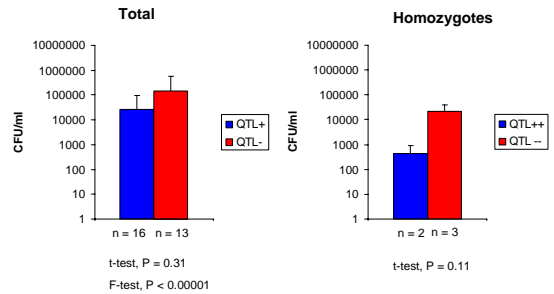 Total
10000000
1000000
100000
10000
1000
100
10
1
CFU/ml
QTL+
QTL-
n = 16 n = 13
t-test, P = 0.31
F-test, P < 0.00001
Homozygotes
10000000
1000000
100000
10000
1000
100
10
1
CFU/ml
QTL++
QTL --
n = 2 n = 3
t-test, P = 0.11